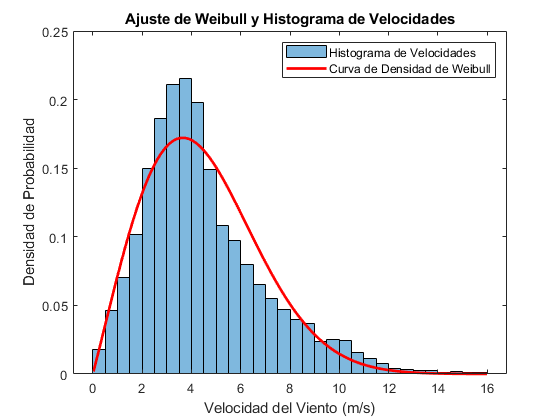 Ajuste de Weibull y Histograma de Velocidades
Histograma de Velocidades
Curva de Densidad de Weibull
Densidad de Probabilidad
0.25
0.2
0.15
0.1
0.05
0
0 2 4 6 8 10 12 14 16
Velocidad del Viento (m/s)